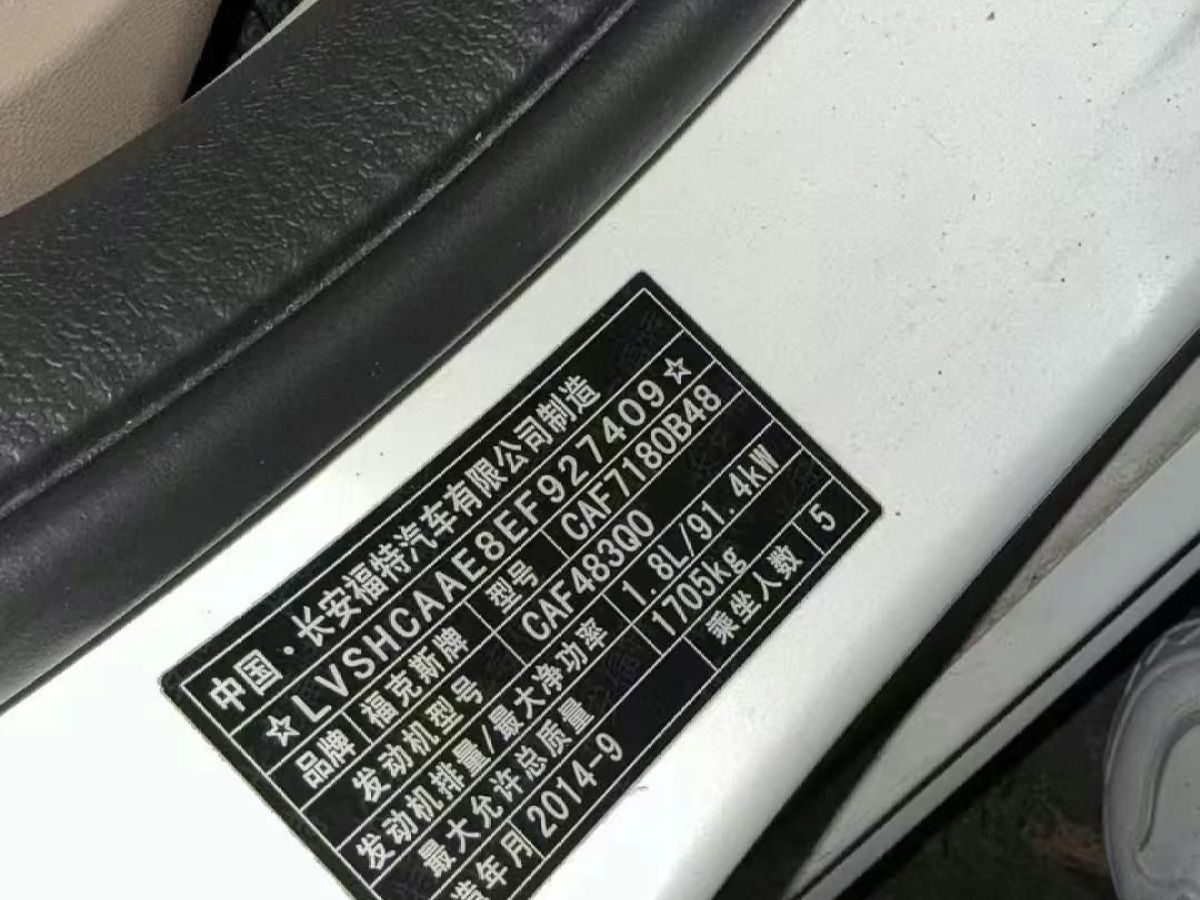 中国·长安福特汽车有限公司制造
☆LVSHCAAE8EF927409☆
品牌 福克斯牌 型号 CAF7180B48
发动机型号 CAF483Q0
发动机排量/最大净功率 1.8L/91.4kW
最大允许总质量 1705kg
造年月 2014-9 乘坐人数 5